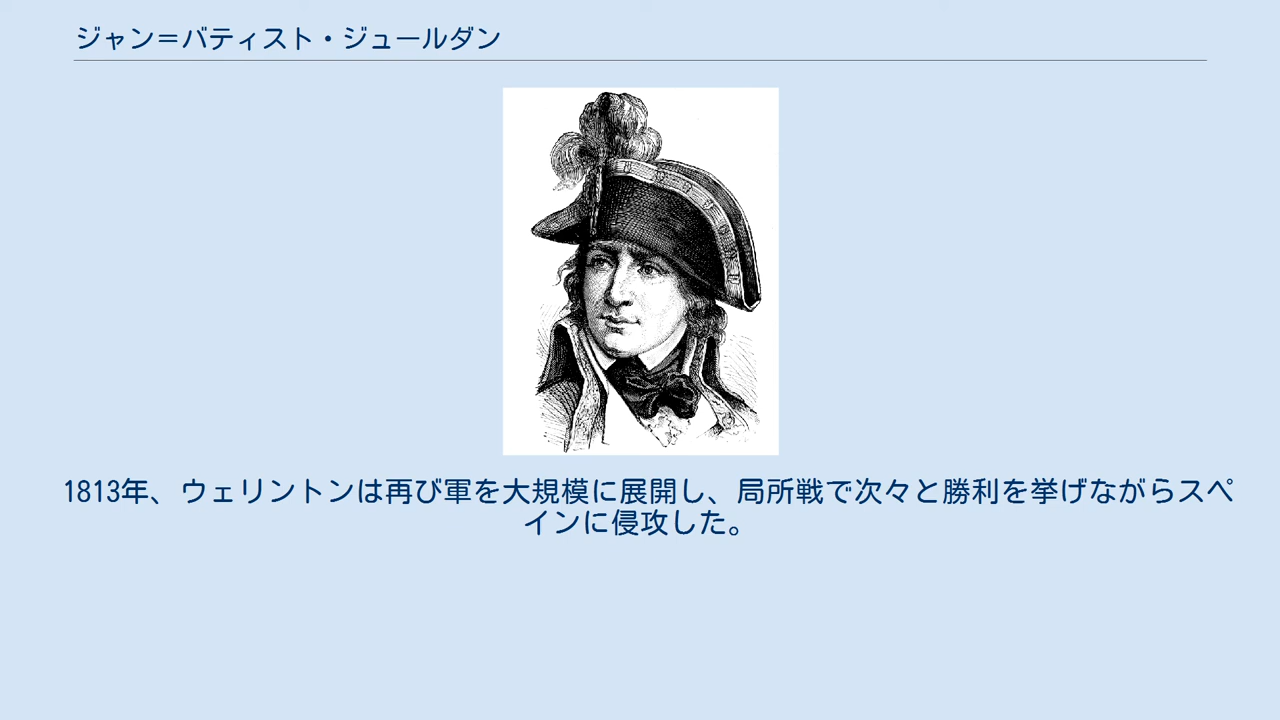 ジャン＝バティスト・ジュールダン
1813年、ウェリントンは再び軍を大規模に展開し、局所戦で次々と勝利を挙げながらスペ
インに侵攻した。